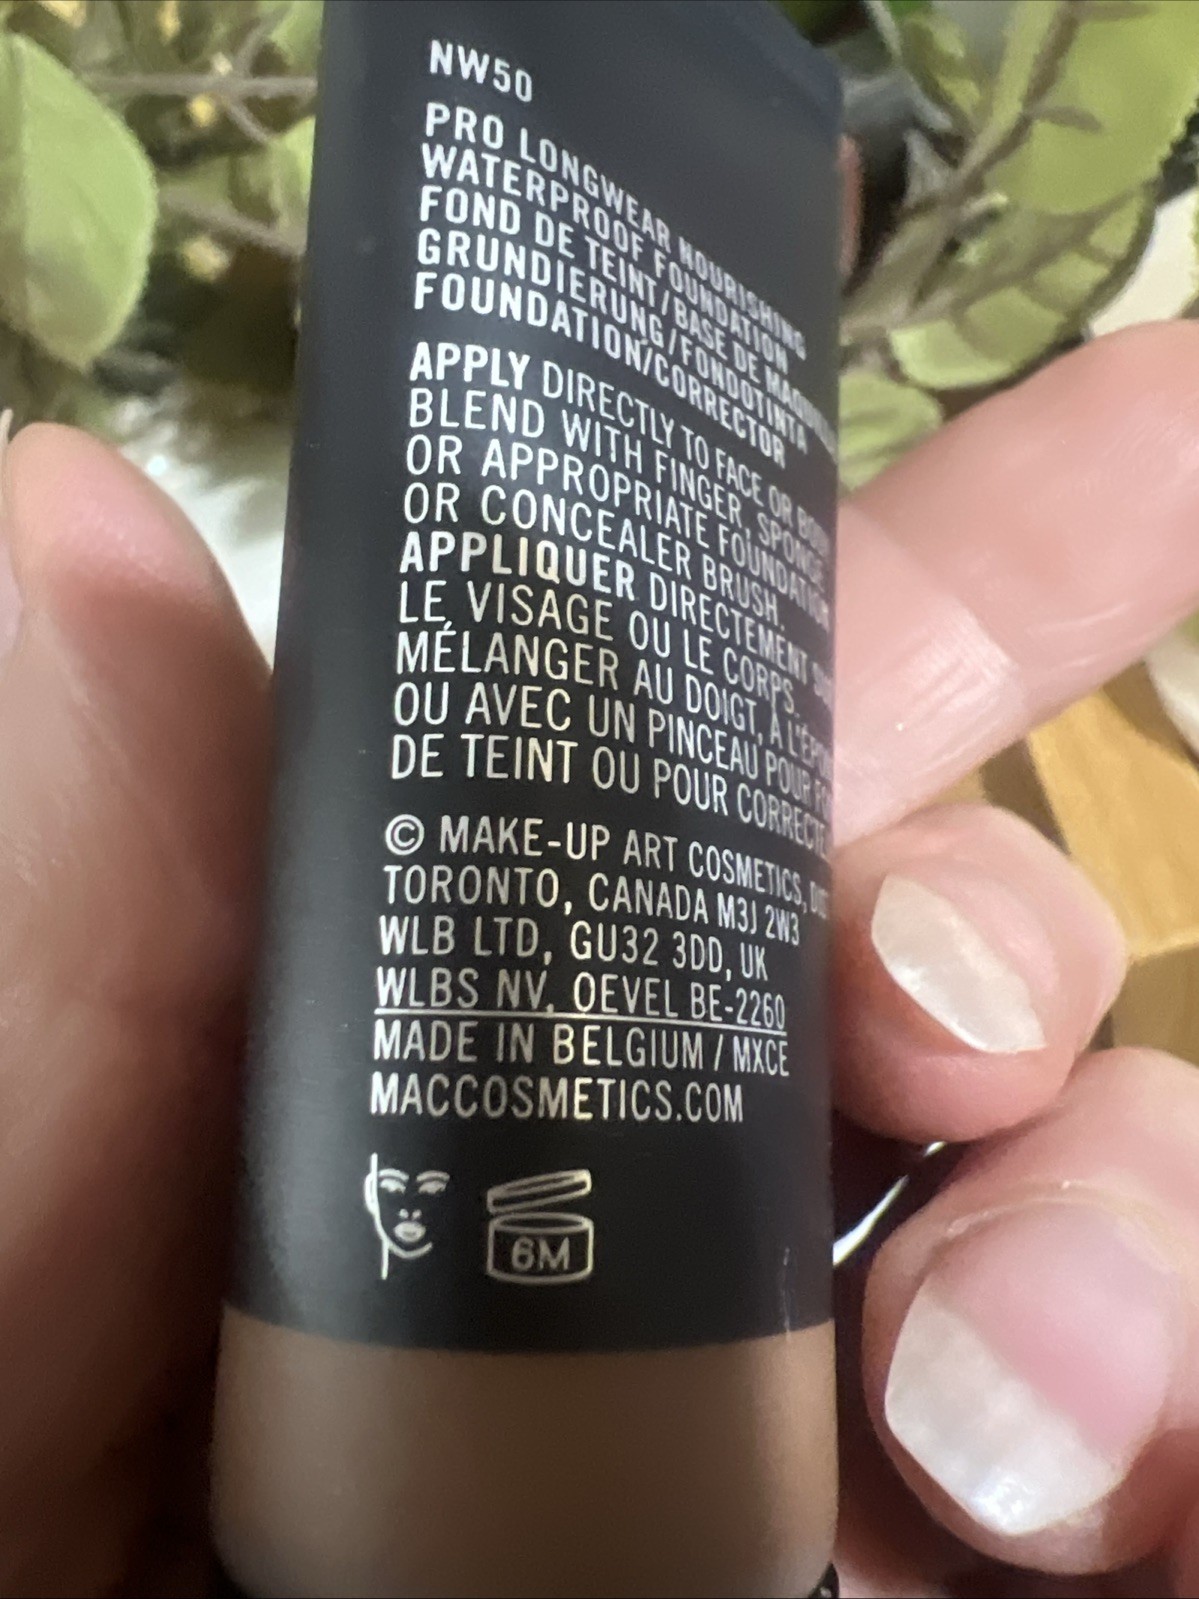 NW50
PRO LONGWEAR NOURISHING
WATERPROOF FOUNDATION
FOND DE TEINT/BASE DE
GRUNDIERUNG/FONDOTINTA
FOUNDATION/CORRECTOR
APPLY DIRECTLY TO FACE OR BODY
BLEND WITH FINGER, SPONGE
OR APPROPRIATE FOUNDATION
OR CONCEALER BRUSH.
APPLIQUER DIRECTEMENT
LE VISAGE OU LE CORPS.
MÉLANGER AU DOIGT,
OU AVEC UN PINCEAU POUR
DE TEINT OU POUR
© MAKE-UP ART COSMETICS,
TORONTO, CANADA M3J 2W3
WLB LTD, GU32 3DD, UK
WLBS NV, OEVEL BE-2260
MADE IN BELGIUM / MXCE
MACCOSMETICS.COM
6M